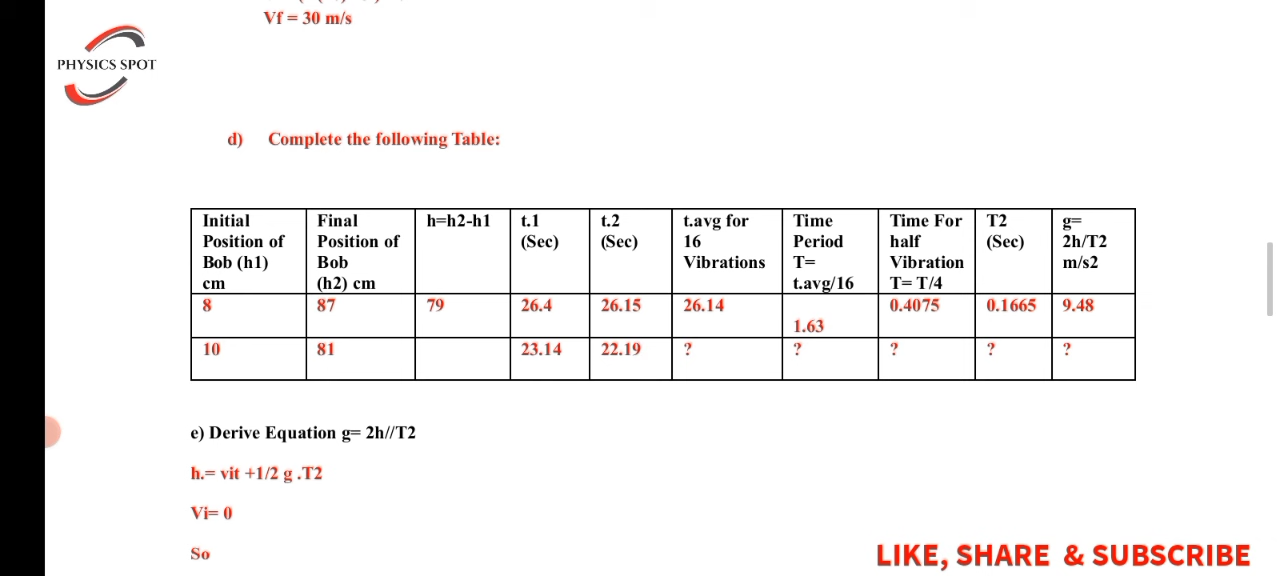 Vf = 30 m/s
PHYSICS SPOT
d) Complete the following Table:
Initial Position of Bob (h1) cm
Final Position of Bob (h2) cm
h=h2-h1
t.1 (Sec)
t.2 (Sec)
t.avg for 16 Vibrations
Time Period T= t.avg/16
Time For half Vibration T= T/4
T2 (Sec)
g= 2h/T2 m/s2
8 87 79 26.4 26.15 26.14 1.63 0.4075 0.1665 9.48
10 81 23.14 22.19 ? ? ? ? ?
e) Derive Equation g= 2h//T2
h.= vit +1/2 g .T2
Vi= 0
So
LIKE, SHARE & SUBSCRIBE